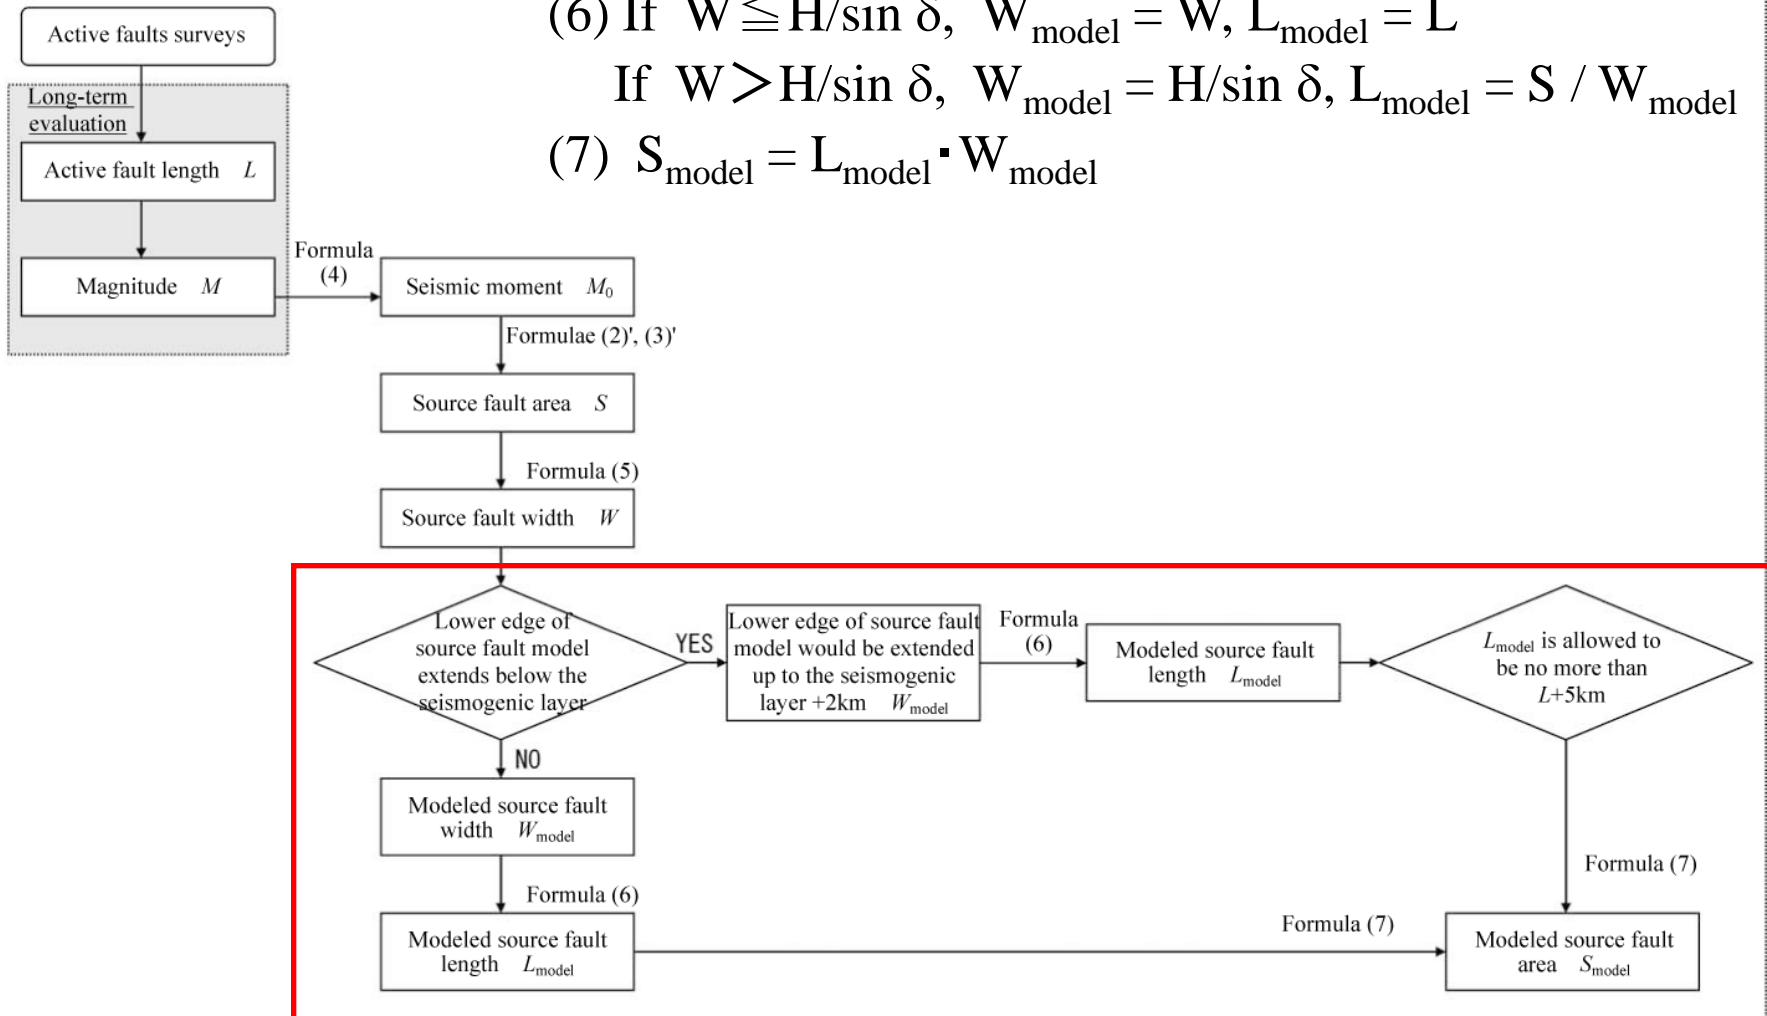 (6) If W≦H/sin δ, Wmodel = W, Lmodel = L
If W＞H/sin δ, Wmodel = H/sin δ, Lmodel = S / Wmodel
(7) Smodel = Lmodel･Wmodel
Active faults surveys
Long-term
evaluation
Active fault length L
Magnitude M
Formula
(4)
Seismic moment M0
Formulae (2)', (3)'
Source fault area S
Formula (5)
Source fault width W
Lower edge of
source fault model
extends below the
seismogenic layer
YES
Lower edge of source fault
model would be extended
up to the seismogenic
layer +2km Wmodel
Formula
(6)
Modeled source fault
length Lmodel
Lmodel is allowed to
be no more than
L+5km
NO
Modeled source fault
width Wmodel
Formula (6)
Modeled source fault
length Lmodel
Formula (7)
Formula (7)
Modeled source fault
area Smodel